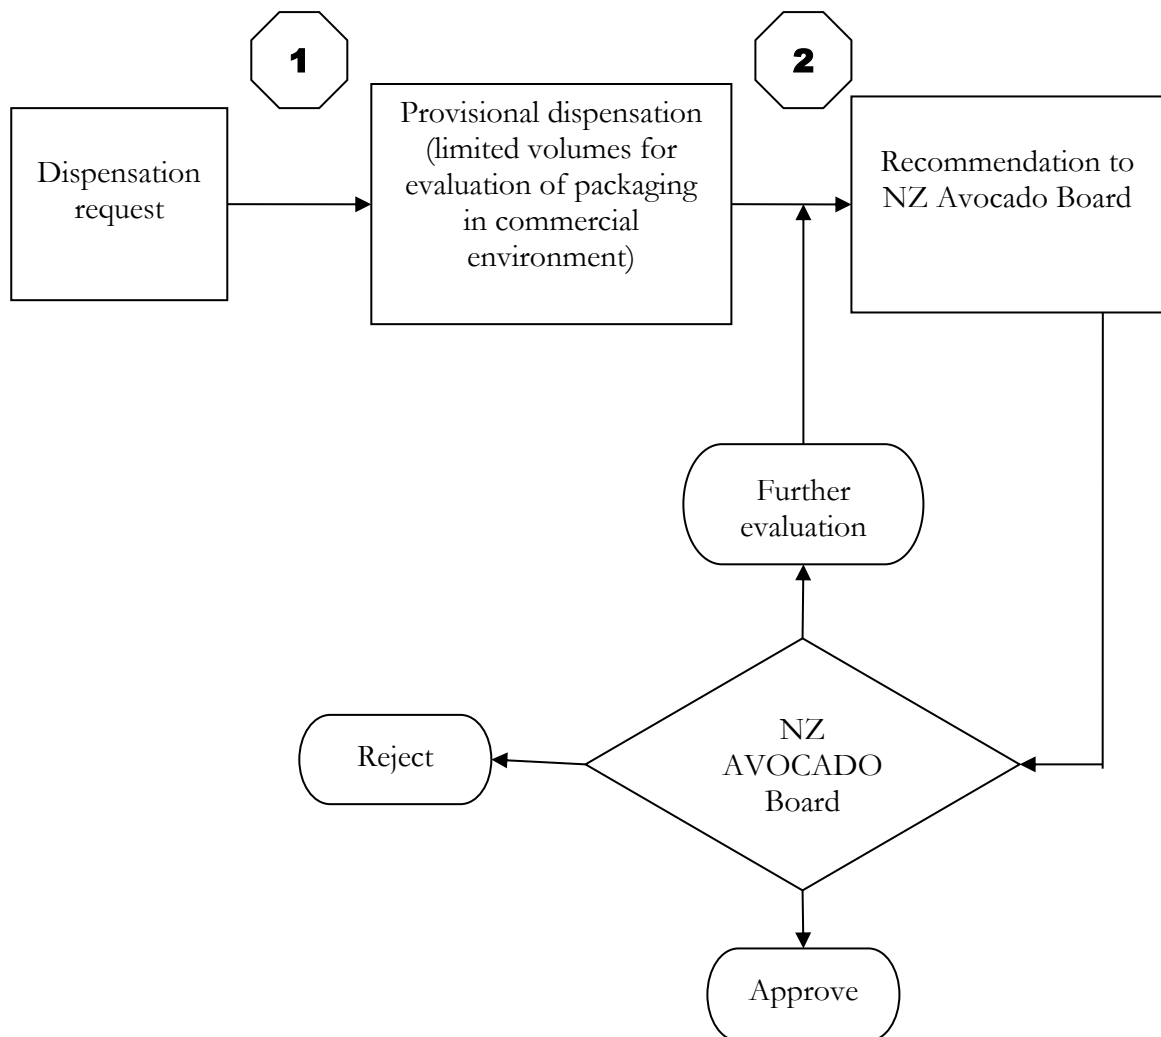 1
2
Dispensation
request
Provisional dispensation
(limited volumes for
evaluation of packaging
in commercial
environment)
Recommendation to
NZ Avocado Board
Further
evaluation
NZ
AVOCADO
Board
Reject
Approve